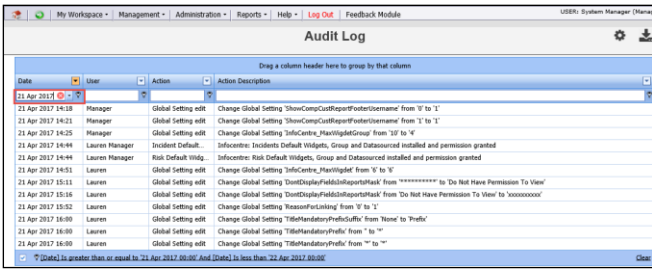 My Workspace Management Administration Reports Help Log Out Feedback Module USER: System Manager (Manag
Audit Log
Drag a column header here to group by that column
Date User Action Action Description
21 Apr 2017
21 Apr 2017 14:18 Manager Global Setting edit Change Global Setting 'ShowCompCustReportFooterUsername' from '0' to '1'
21 Apr 2017 14:21 Manager Global Setting edit Change Global Setting 'ShowCompCustReportFooterUsername' from '1' to '1'
21 Apr 2017 14:25 Manager Global Setting edit Change Global Setting 'InfoCentre_MaxWigdetGroup' from '10' to '4'
21 Apr 2017 14:44 Lauren Manager Incident Default... Infocentre: Incidents Default Widgets, Group and Datasourced installed and permission granted
21 Apr 2017 14:44 Lauren Manager Risk Default Widg... Infocentre: Risk Default Widgets, Group and Datasourced installed and permission granted
21 Apr 2017 14:51 Lauren Global Setting edit Change Global Setting 'InfoCentre_MaxWidget' from '6' to '6'
21 Apr 2017 15:11 Lauren Global Setting edit Change Global Setting 'DontDisplayFieldsInReportsMask' from '**********' to 'Do Not Have Permission To View'
21 Apr 2017 15:16 Lauren Global Setting edit Change Global Setting 'DontDisplayFieldsInReportsMask' from 'Do Not Have Permission To View' to 'xxxxxxxxxx'
21 Apr 2017 15:52 Lauren Global Setting edit Change Global Setting 'ReasonForLinking' from '0' to '1'
21 Apr 2017 16:00 Lauren Global Setting edit Change Global Setting 'TitleMandatoryPrefixSuffix' from 'None' to 'Prefix'
21 Apr 2017 16:00 Lauren Global Setting edit Change Global Setting 'TitleMandatoryPrefix' from '' to '*'
21 Apr 2017 16:00 Lauren Global Setting edit Change Global Setting 'TitleMandatoryPrefix' from '*' to '*'
[Date] Is greater than or equal to '21 Apr 2017 00:00' And [Date] Is less than '22 Apr 2017 00:00' Clear